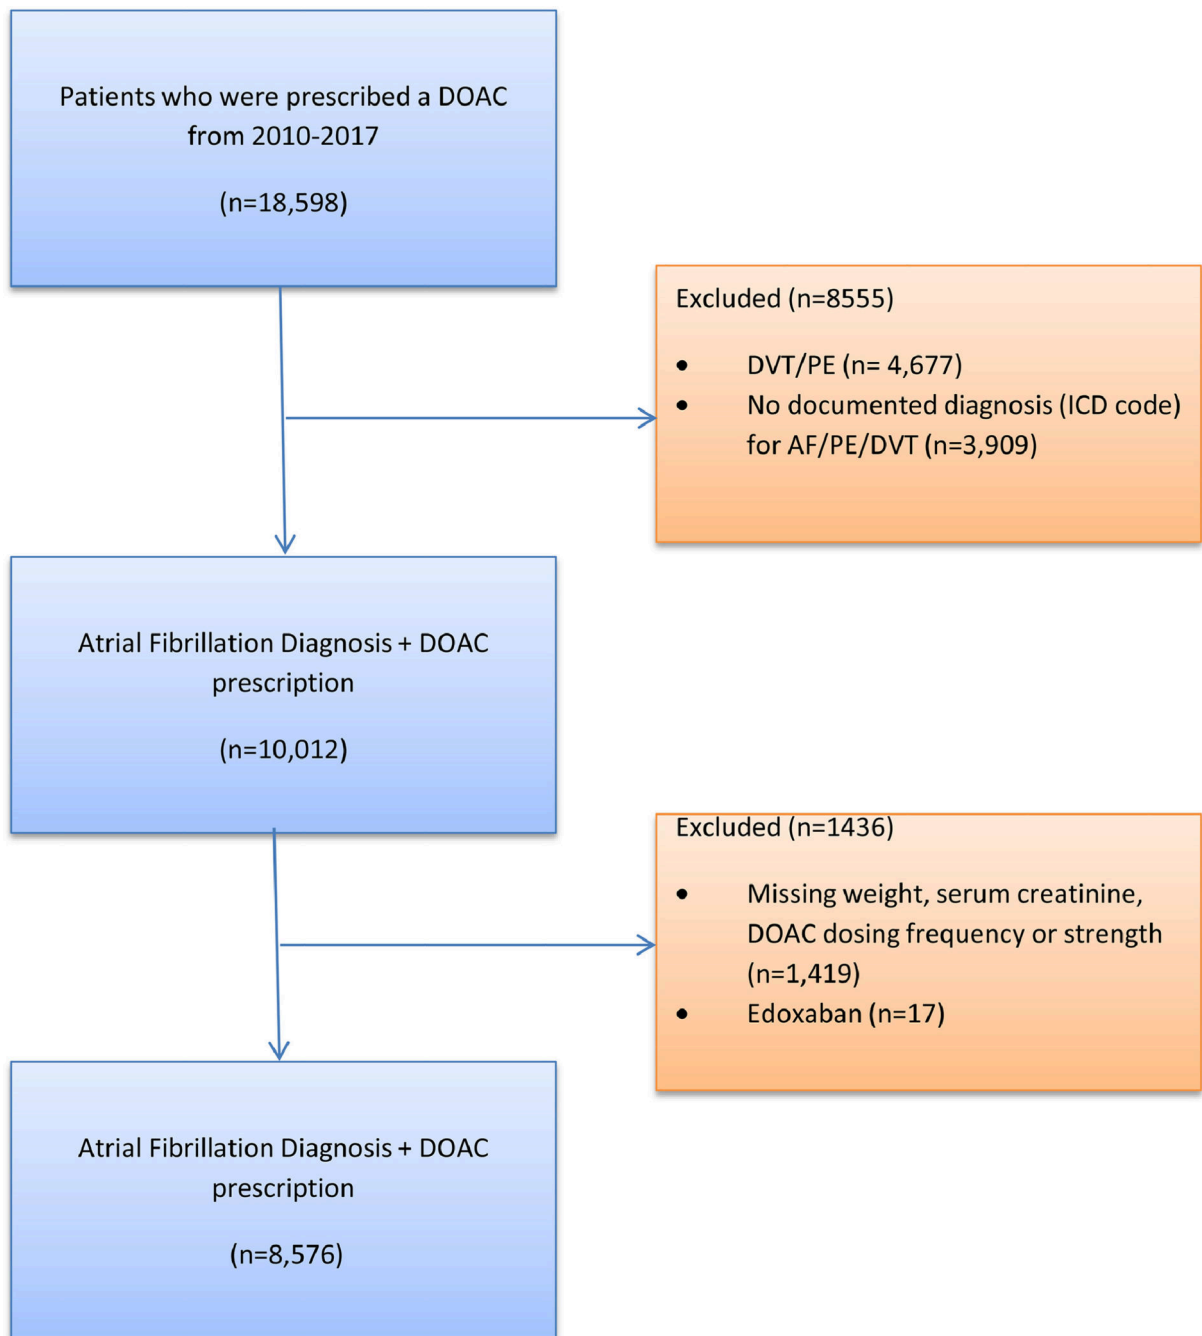 Patients who were prescribed a DOAC
from 2010-2017
(n=18,598)
Excluded (n=8555)
• DVT/PE (n= 4,677)
• No documented diagnosis (ICD code)
for AF/PE/DVT (n=3,909)
Atrial Fibrillation Diagnosis + DOAC
prescription
(n=10,012)
Excluded (n=1436)
• Missing weight, serum creatinine,
DOAC dosing frequency or strength
(n=1,419)
• Edoxaban (n=17)
Atrial Fibrillation Diagnosis + DOAC
prescription
(n=8,576)